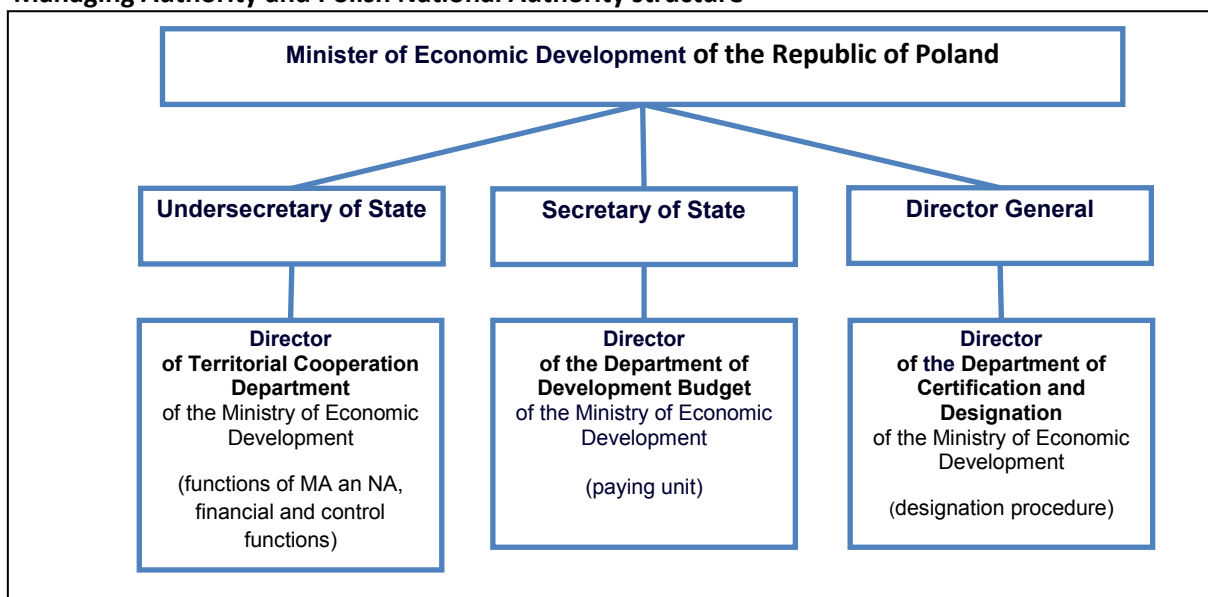 Managing Authority and Polish National Authority structure
Minister of Economic Development of the Republic of Poland
Undersecretary of State
Secretary of State
Director General
Director
of Territorial Cooperation
Department
of the Ministry of Economic
Development
(functions of MA an NA,
financial and control
functions)
Director
of the Department of
Development Budget
of the Ministry of Economic
Development
(paying unit)
Director
of the Department of
Certification and
Designation
of the Ministry of Economic
Development
(designation procedure)